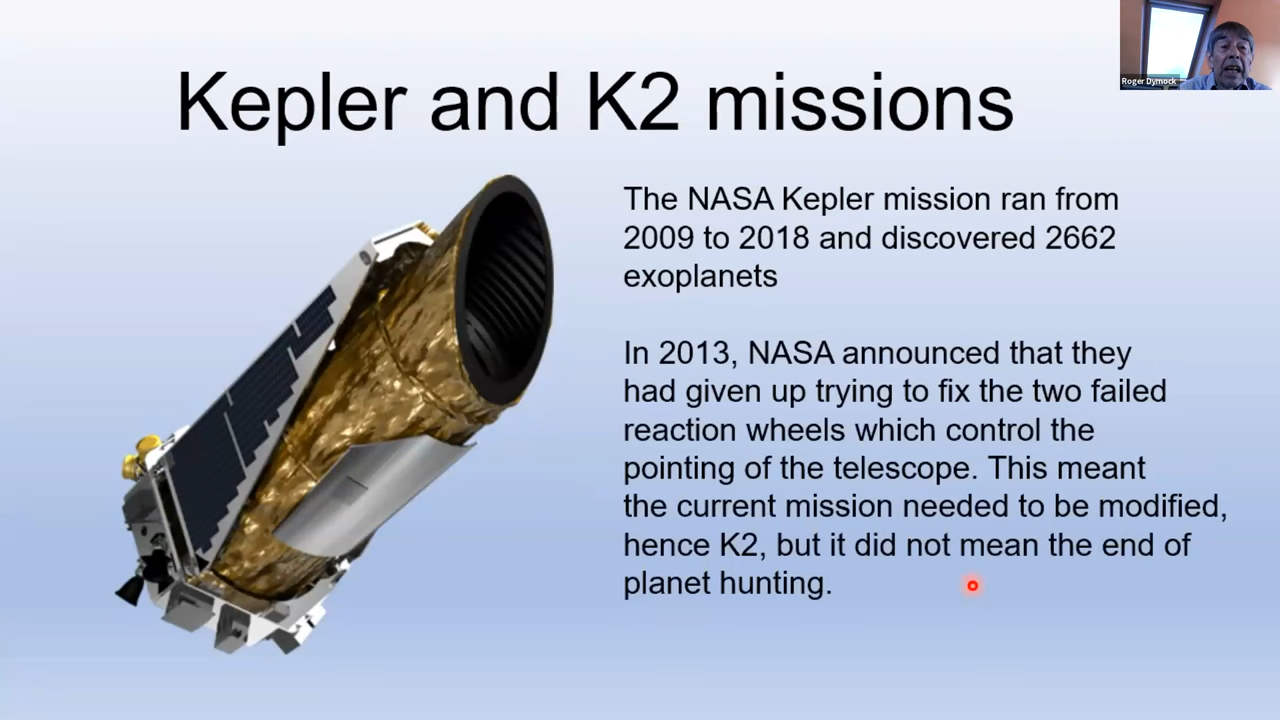 Roger Dymock
Kepler and K2 missions
The NASA Kepler mission ran from
2009 to 2018 and discovered 2662
exoplanets
In 2013, NASA announced that they
had given up trying to fix the two failed
reaction wheels which control the
pointing of the telescope. This meant
the current mission needed to be modified,
hence K2, but it did not mean the end of
planet hunting.